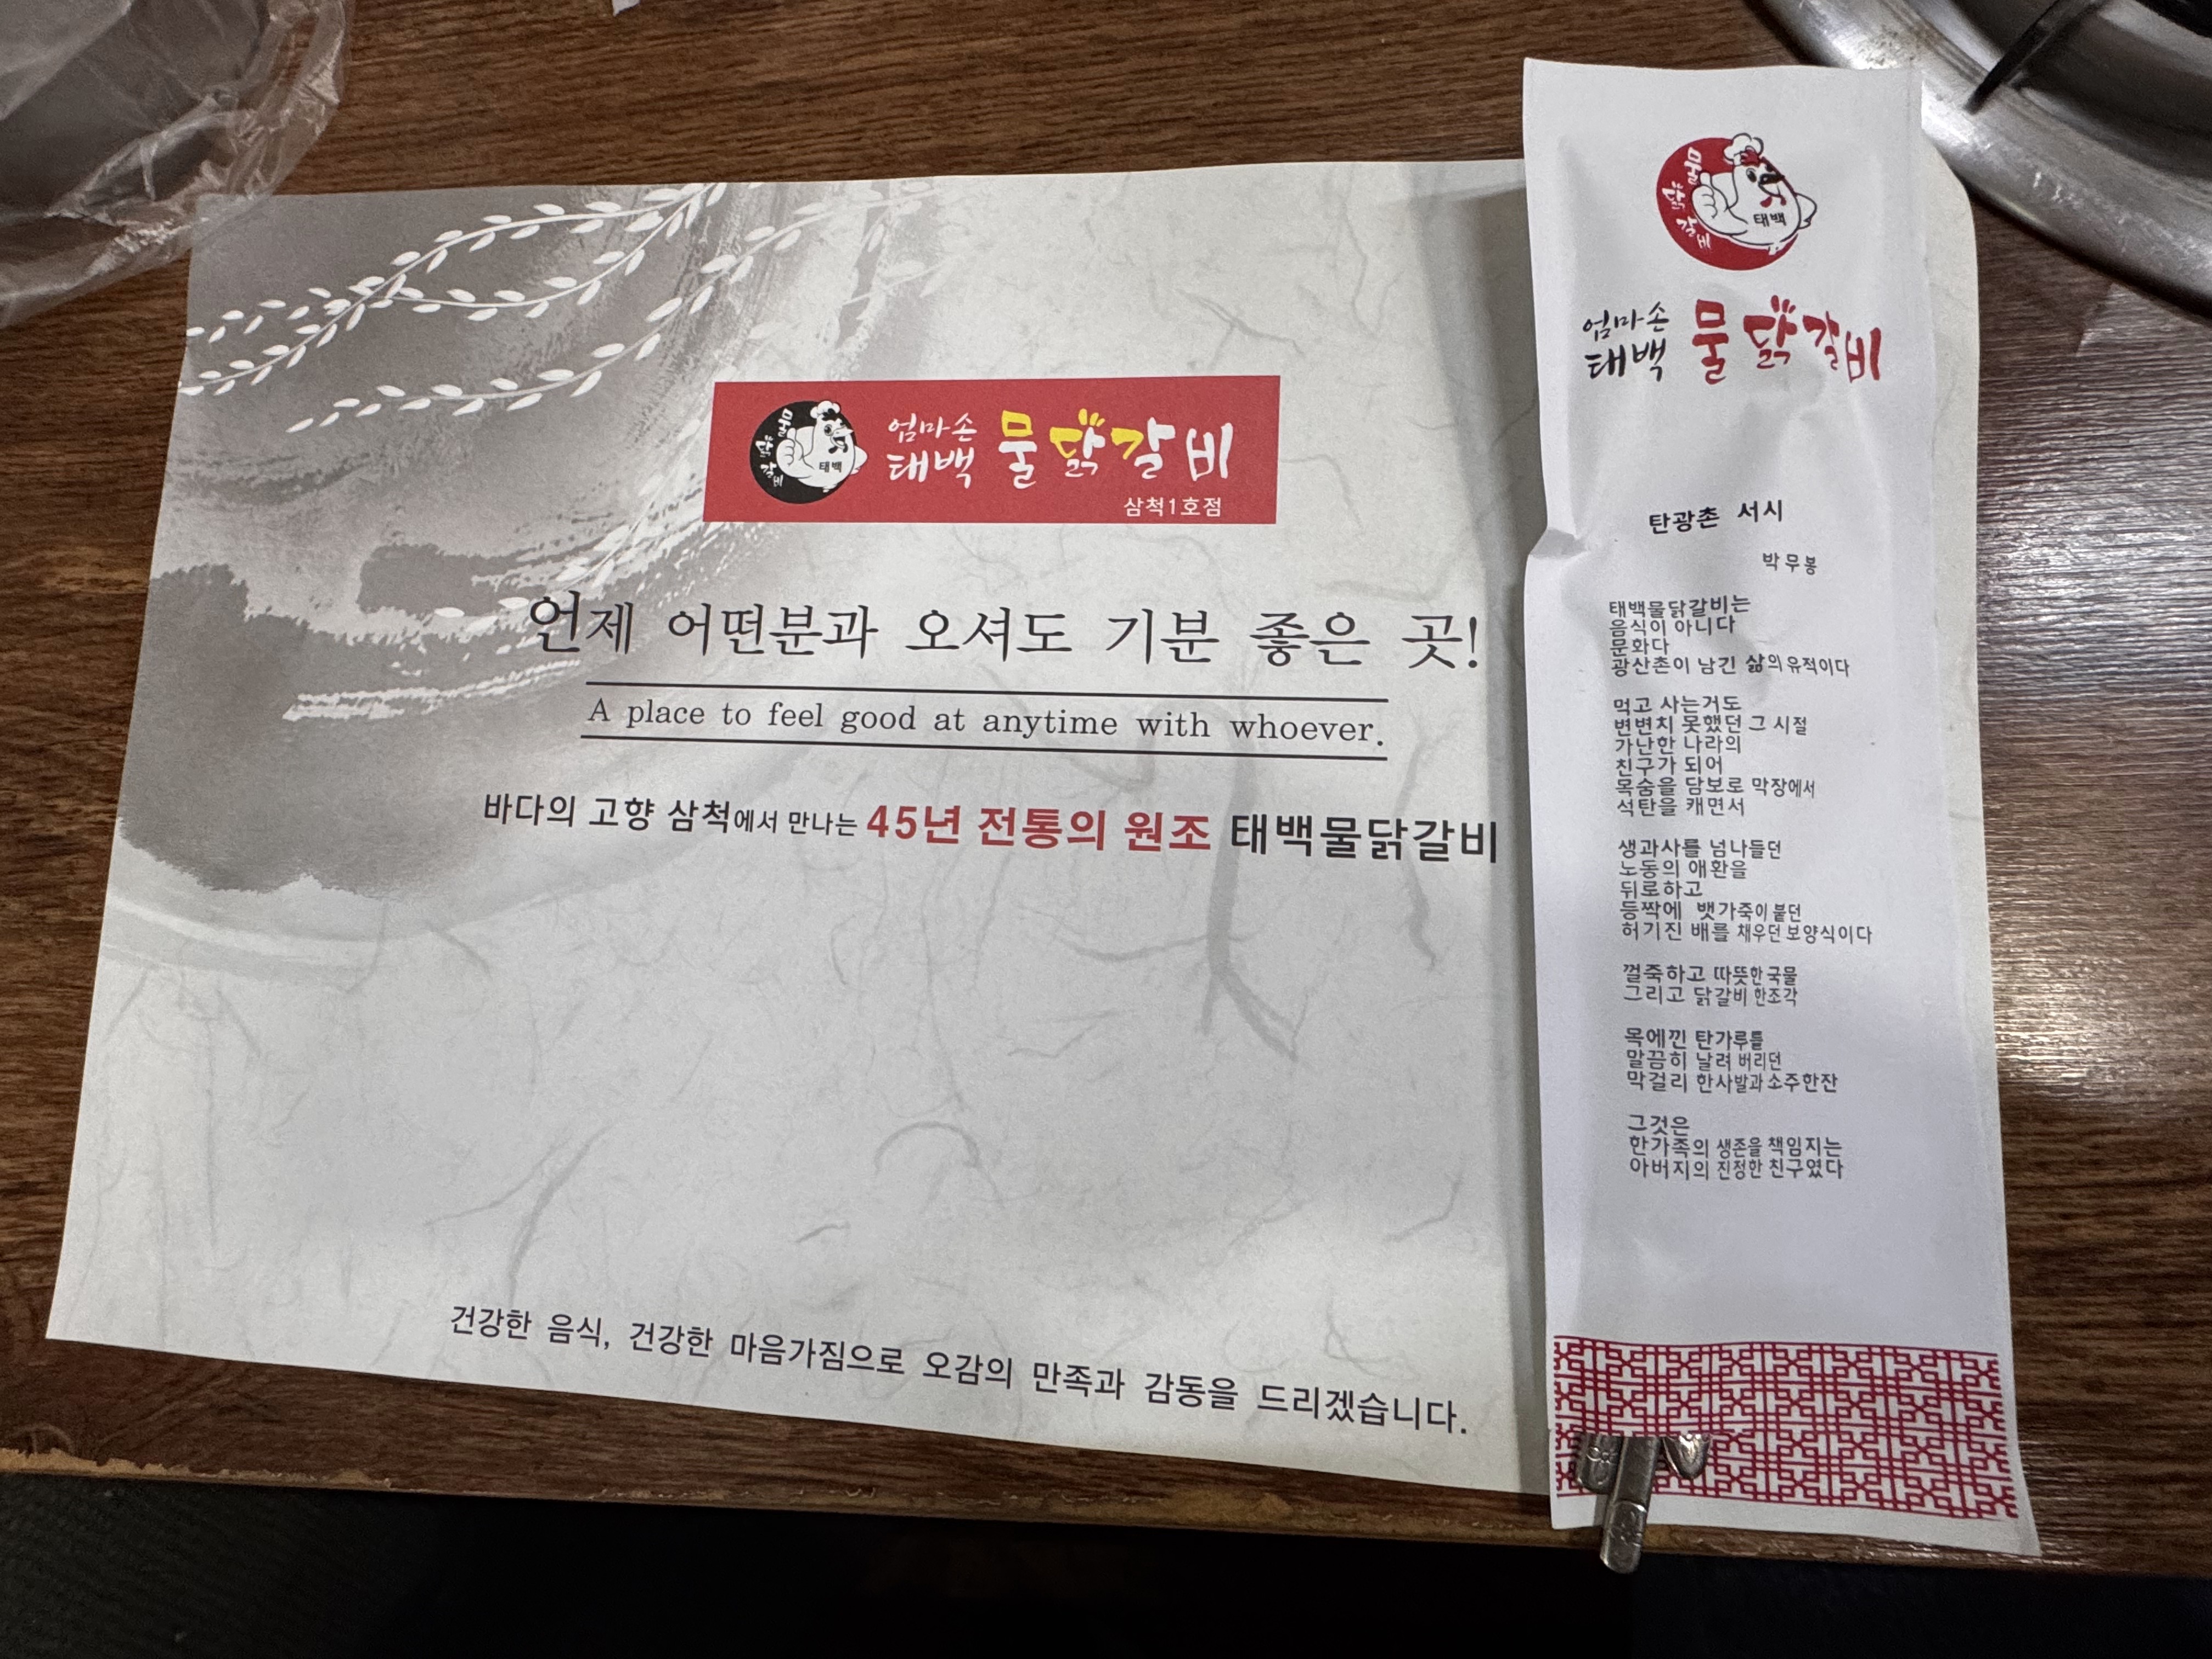 물
닭
갈
비
태백
엄마손
태백 물닭갈비
삼척1호점
언제 어떤분과 오셔도 기분 좋은 곳!
A place to feel good at anytime with whoever.
바다의 고향 삼척에서 만나는 45년 전통의 원조 태백물닭갈비
건강한 음식, 건강한 마음가짐으로 오감의 만족과 감동을 드리겠습니다.
물
닭
갈
비
태백
엄마손
태백 물닭갈비
탄광촌 서시
박무봉
태백물닭갈비는
음식이 아니다
문화다
광산촌이 남긴 삶의 유적이다
먹고 사는거도
변변치 못했던 그 시절
가난한 나라의
친구가 되어
목숨을 담보로 막장에서
석탄을 캐면서
생과사를 넘나들던
노동의 애환을
뒤로하고
등짝에 뱃가죽이 붙던
허기진 배를 채우던 보양식이다
걸죽하고 따뜻한 국물
그리고 닭갈비 한조각
목에낀 탄가루를
말끔히 날려 버리던
막걸리 한사발과 소주한잔
그것은
한가족의 생존을 책임지는
아버지의 진정한 친구였다